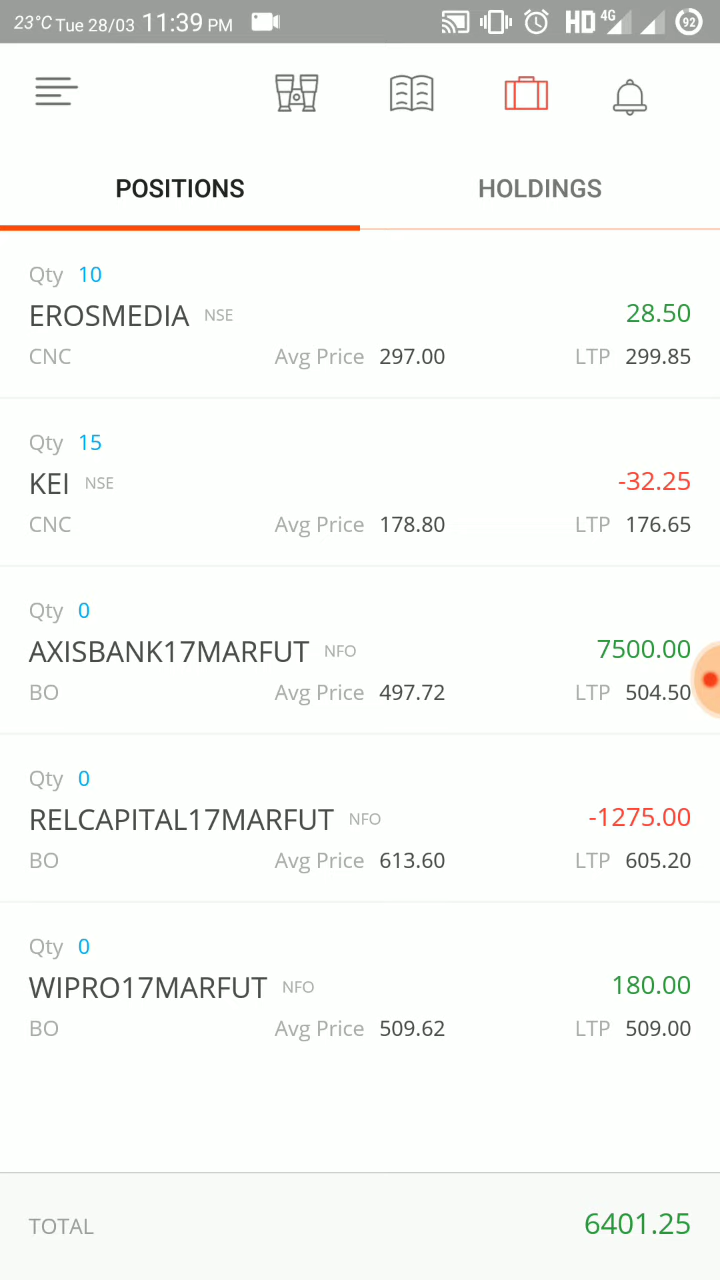 23°C Tue 28/03 11:39 PM HD 4G 92
POSITIONS HOLDINGS
Qty 10
EROSMEDIA NSE 28.50
CNC Avg Price 297.00 LTP 299.85
Qty 15
KEI NSE -32.25
CNC Avg Price 178.80 LTP 176.65
Qty 0
AXISBANK17MARFUT NFO 7500.00
BO Avg Price 497.72 LTP 504.50
Qty 0
RELCAPITAL17MARFUT NFO -1275.00
BO Avg Price 613.60 LTP 605.20
Qty 0
WIPRO17MARFUT NFO 180.00
BO Avg Price 509.62 LTP 509.00
TOTAL 6401.25